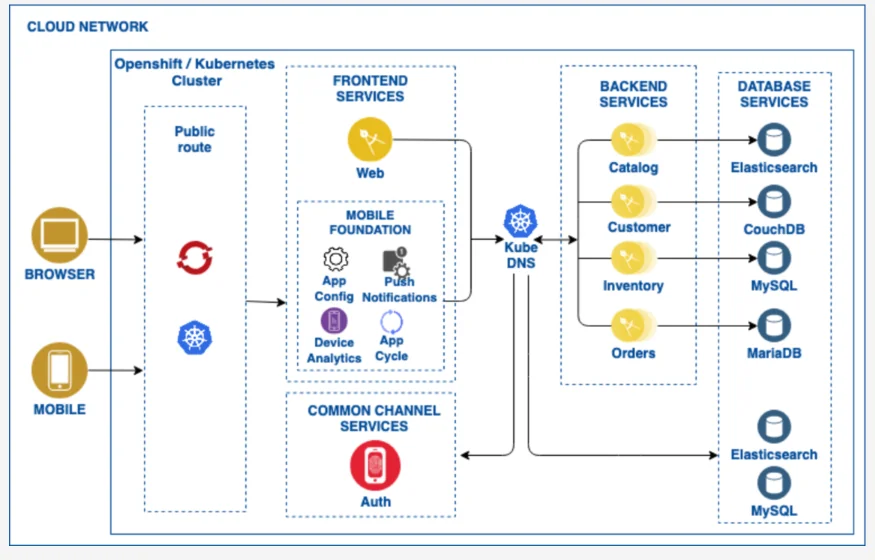 CLOUD NETWORK
Openshift / Kubernetes
Cluster
Public
route
BROWSER
MOBILE
FRONTEND
SERVICES
Web
MOBILE
FOUNDATION
App
Config
Push
Notifications
Device
Analytics
App
Cycle
COMMON CHANNEL
SERVICES
Auth
Kube
DNS
BACKEND
SERVICES
Catalog
Customer
Inventory
Orders
DATABASE
SERVICES
Elasticsearch
CouchDB
MySQL
MariaDB
Elasticsearch
MySQL